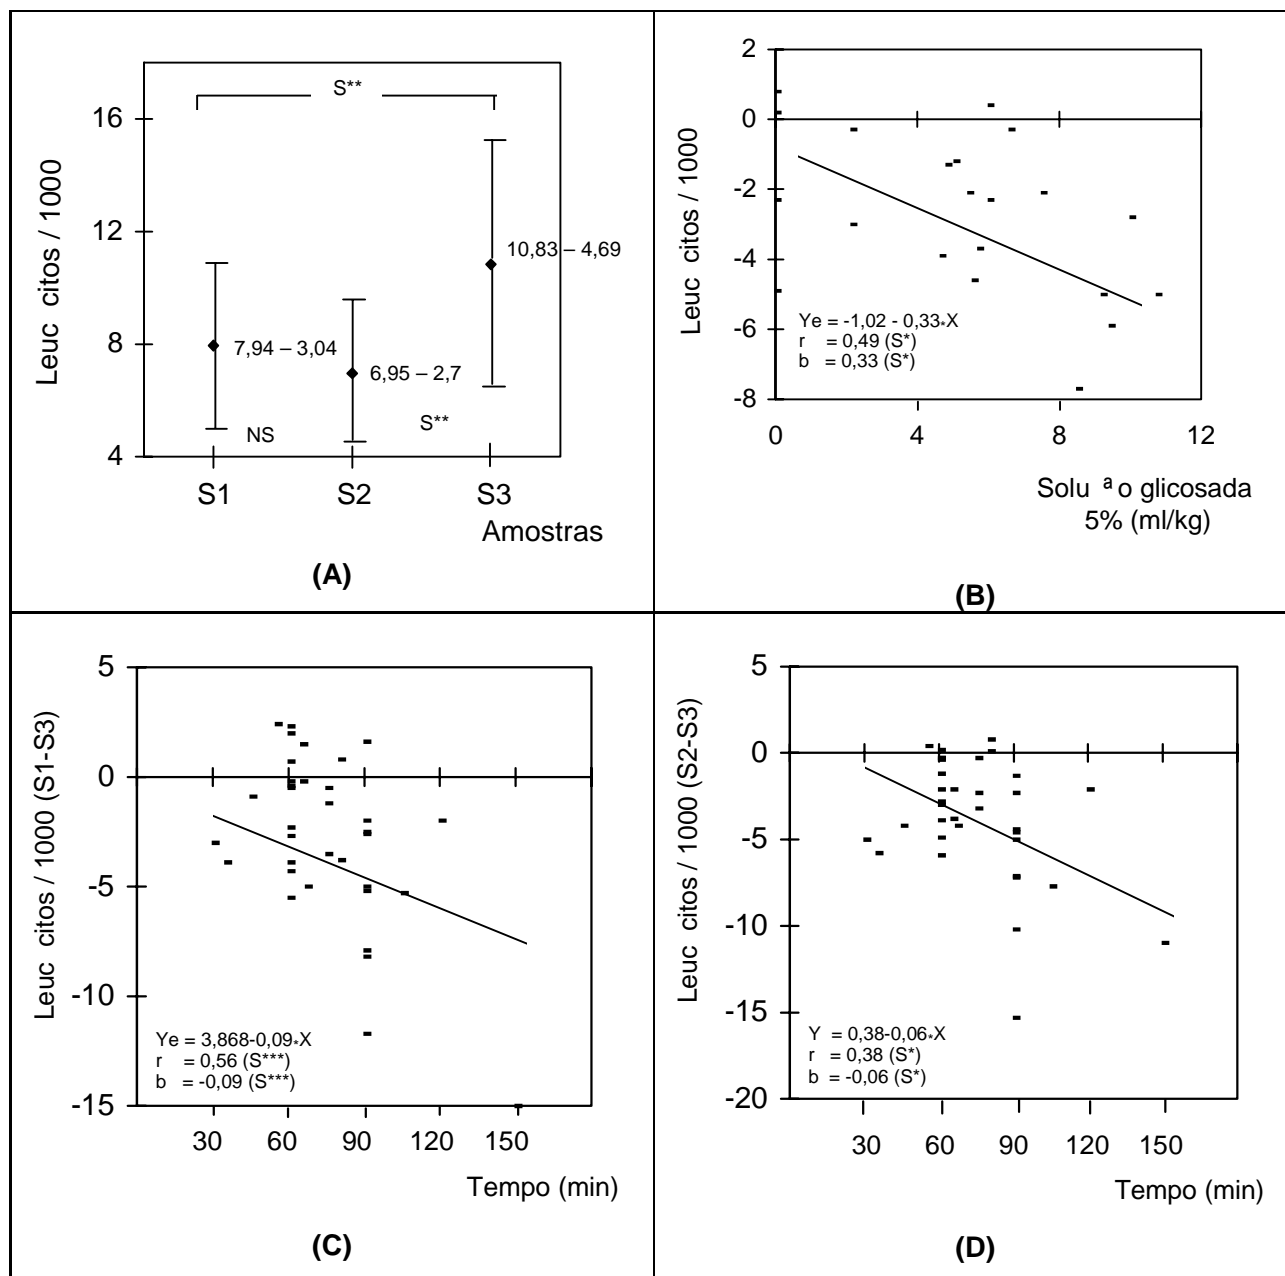 S**
16
12
8
4
Leuc citos / 1000
7,94 – 3,04
6,95 – 2,7
10,83 – 4,69
NS
S**
S1 S2 S3
Amostras
(A)
2
0
-2
-4
-6
-8
Leuc citos / 1000
Ye = -1,02 - 0,33*X
r = 0,49 (S*)
b = 0,33 (S*)
0 4 8 12
Solu ª o glicosada
5% (ml/kg)
(B)
5
0
-5
-10
-15
Leuc citos / 1000 (S1-S3)
Ye = 3,868-0,09*X
r = 0,56 (S***)
b = -0,09 (S***)
30 60 90 120 150
Tempo (min)
(C)
5
0
-5
-10
-15
-20
Leuc citos / 1000 (S2-S3)
Y = 0,38-0,06*X
r = 0,38 (S*)
b = -0,06 (S*)
30 60 90 120 150
Tempo (min)
(D)